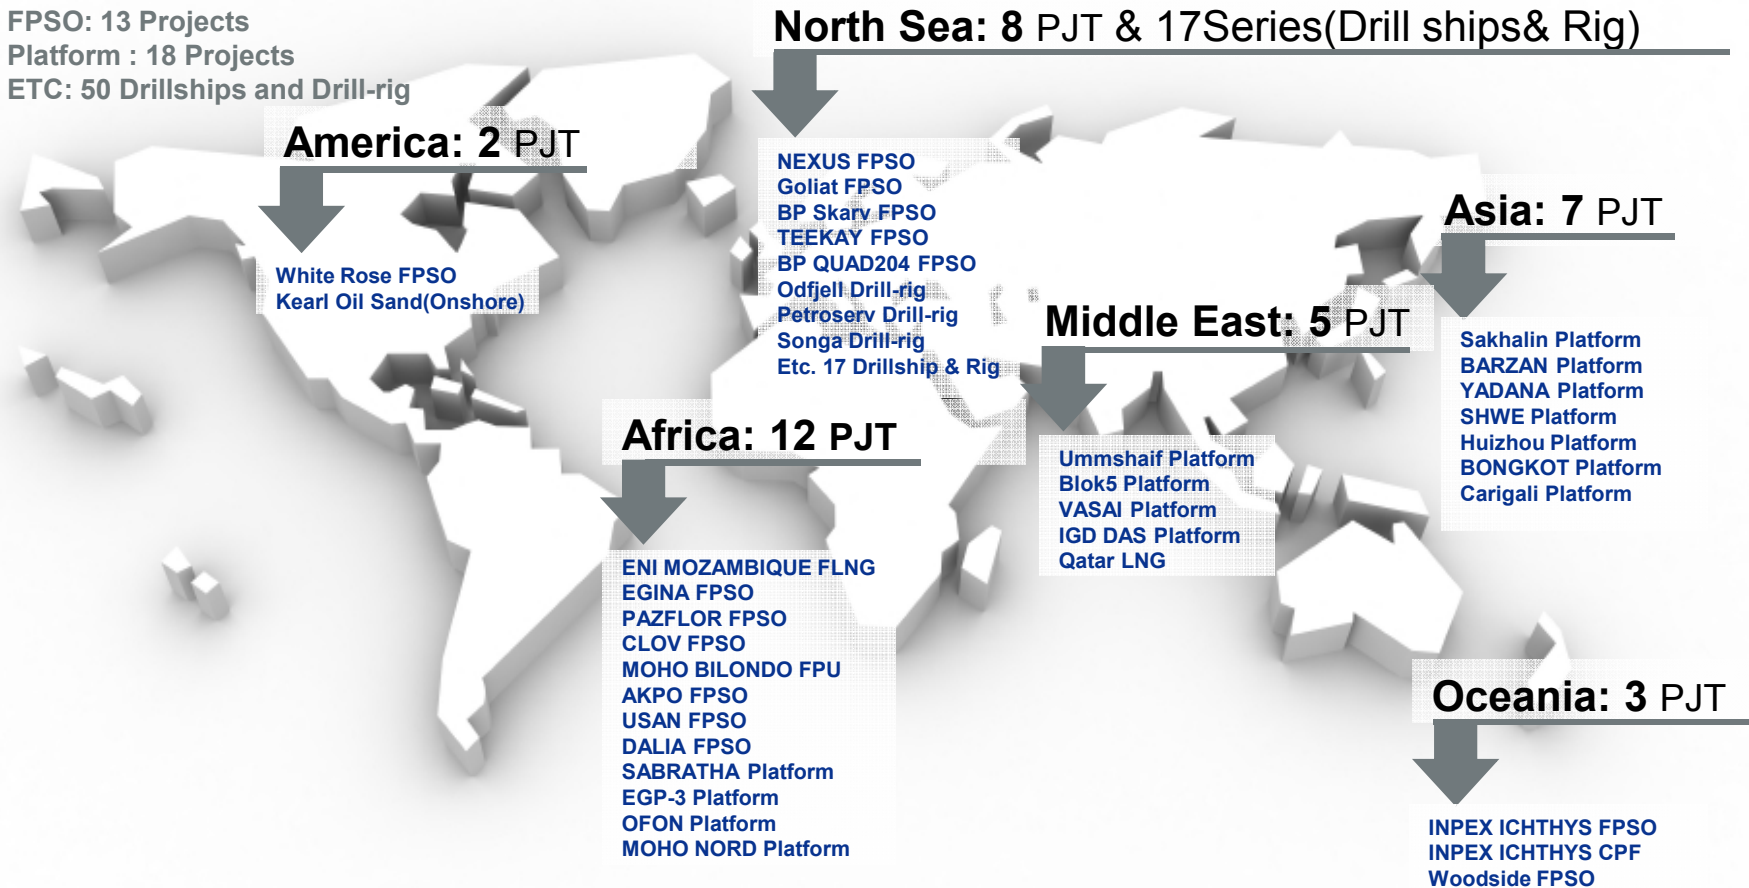 FPSO: 13 Projects
Platform : 18 Projects
ETC: 50 Drillships and Drill-rig
North Sea: 8 PJT & 17Series(Drill ships& Rig)
NEXUS FPSO
Goliat FPSO
BP Skarv FPSO
TEEKAY FPSO
BP QUAD204 FPSO
Odfjell Drill-rig
Petroserv Drill-rig
Songa Drill-rig
Etc. 17 Drillship & Rig
America: 2 PJT
White Rose FPSO
Kearl Oil Sand(Onshore)
Asia: 7 PJT
Sakhalin Platform
BARZAN Platform
YADANA Platform
SHWE Platform
Huizhou Platform
BONGKOT Platform
Carigali Platform
Middle East: 5 PJT
Ummshaif Platform
Blok5 Platform
VASAI Platform
IGD DAS Platform
Qatar LNG
Africa: 12 PJT
ENI MOZAMBIQUE FLNG
EGINA FPSO
PAZFLOR FPSO
CLOV FPSO
MOHO BILONDO FPU
AKPO FPSO
USAN FPSO
DALIA FPSO
SABRATHA Platform
EGP-3 Platform
OFON Platform
MOHO NORD Platform
Oceania: 3 PJT
INPEX ICHTHYS FPSO
INPEX ICHTHYS CPF
Woodside FPSO